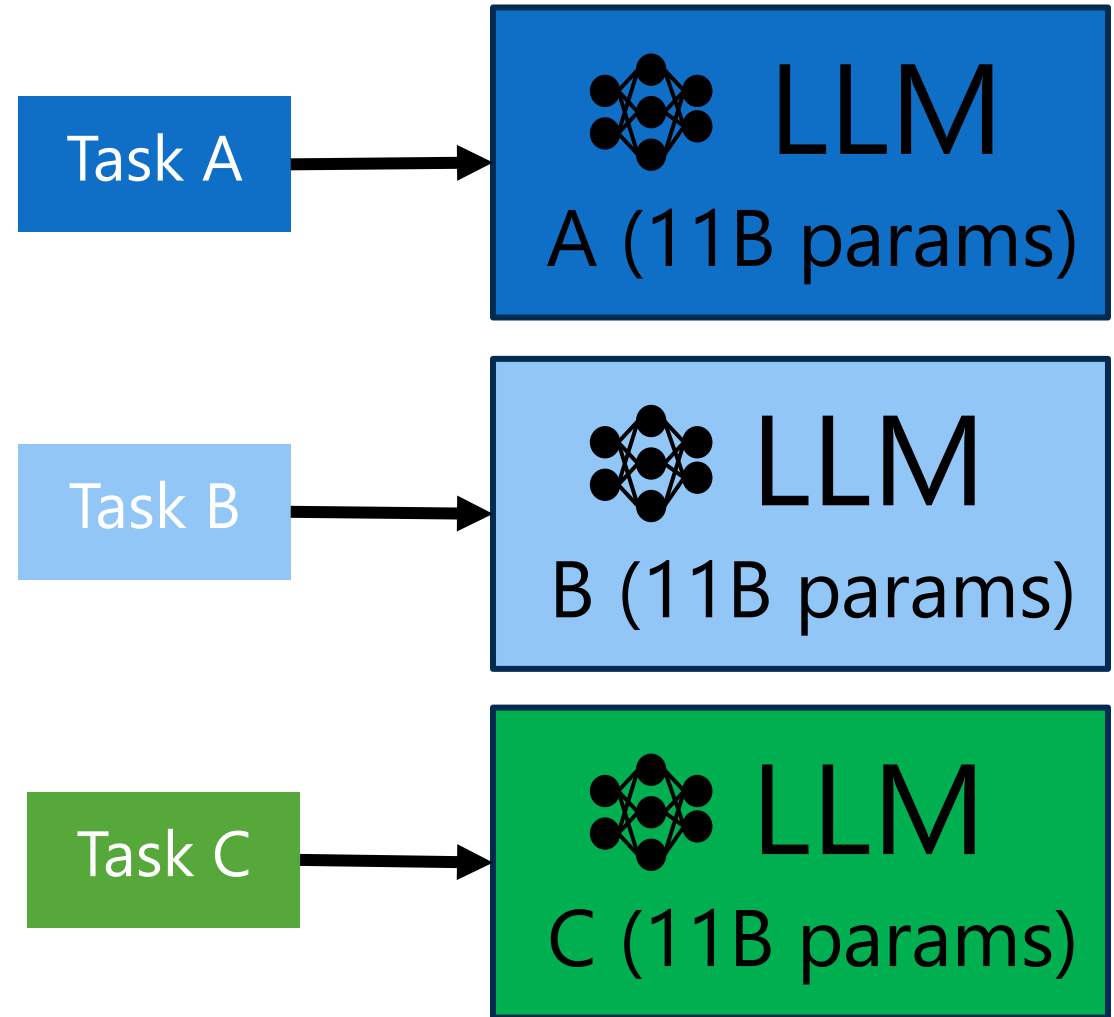 Task A
LLM
A (11B params)
Task B
LLM
B (11B params)
Task C
LLM
C (11B params)